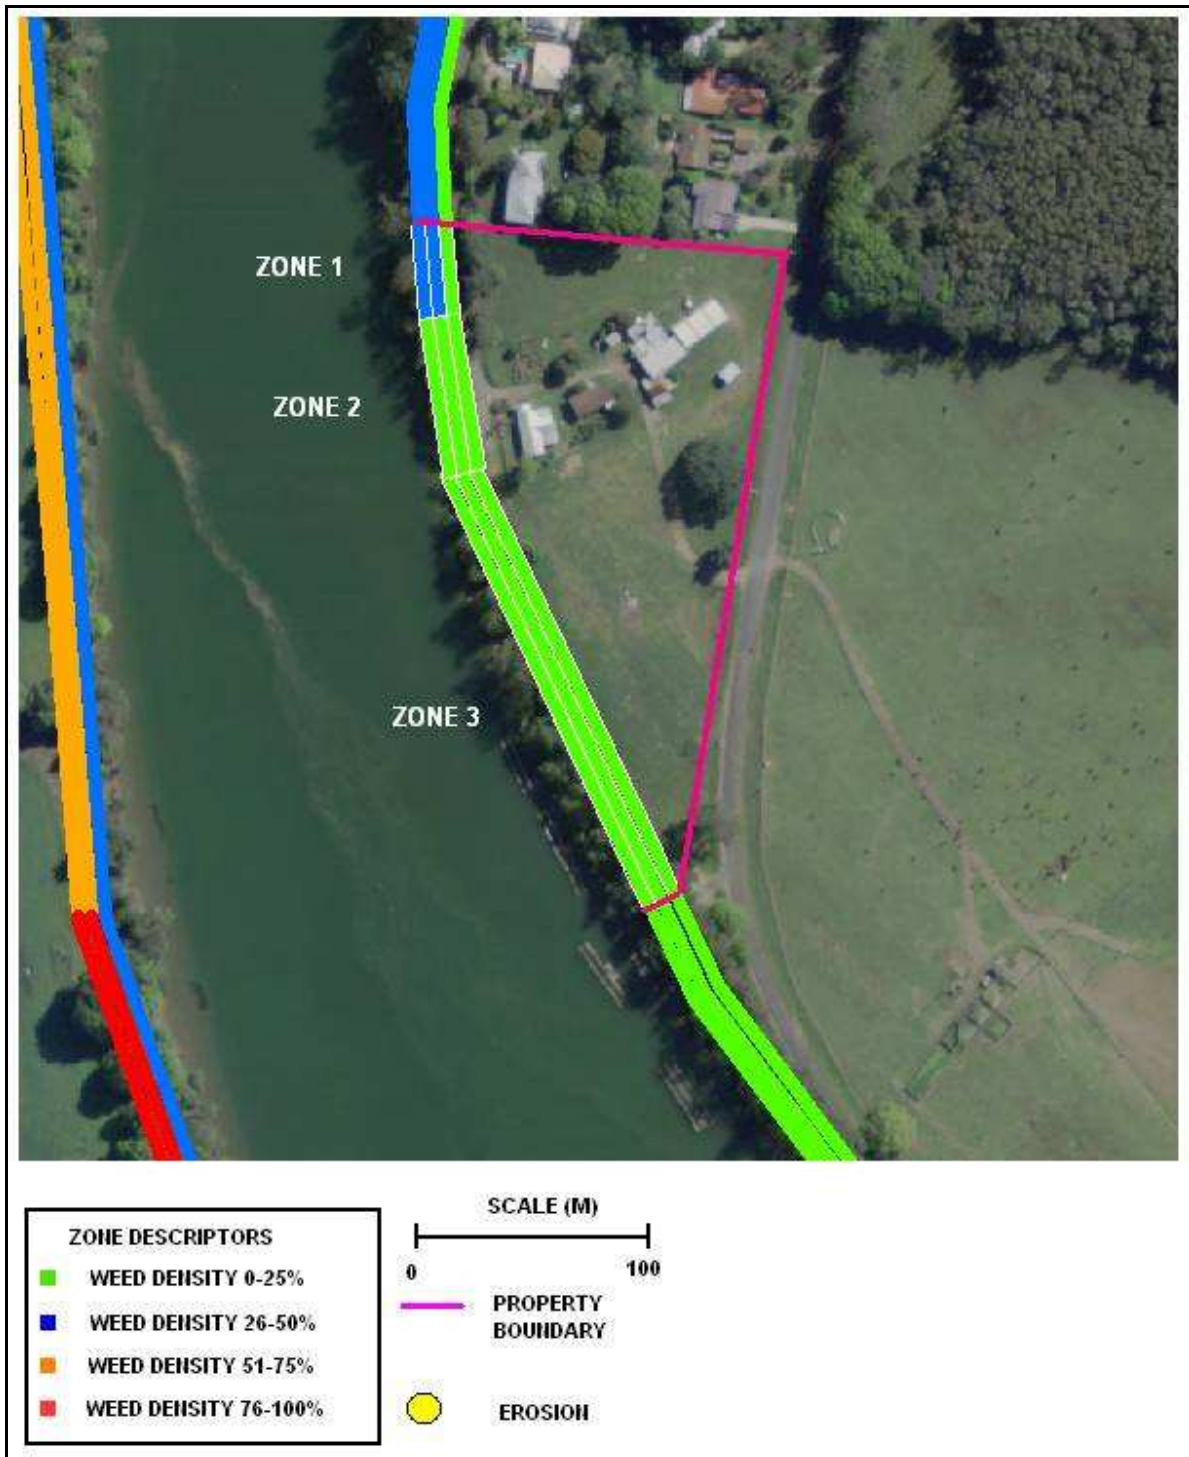 ZONE 1
ZONE 2
ZONE 3
ZONE DESCRIPTORS
WEED DENSITY 0-25%
WEED DENSITY 26-50%
WEED DENSITY 51-75%
WEED DENSITY 76-100%
SCALE (M)
0 100
PROPERTY
BOUNDARY
EROSION